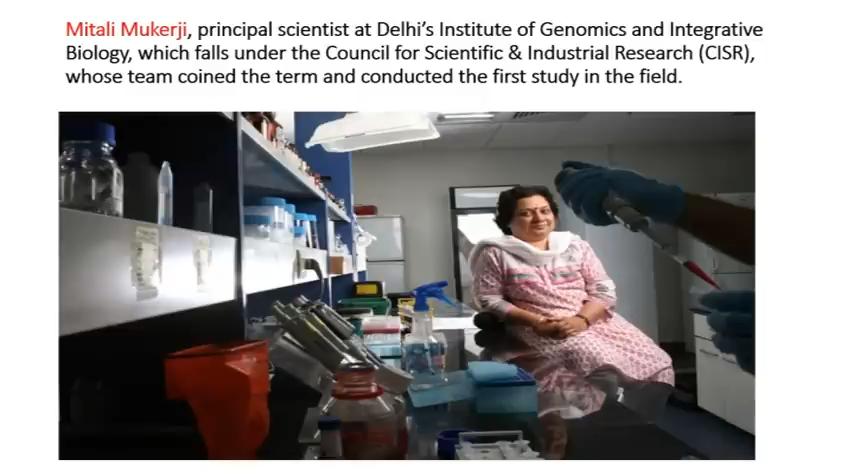 Mitali Mukerji, principal scientist at Delhi's Institute of Genomics and Integrative
Biology, which falls under the Council for Scientific & Industrial Research (CISR),
whose team coined the term and conducted the first study in the field.